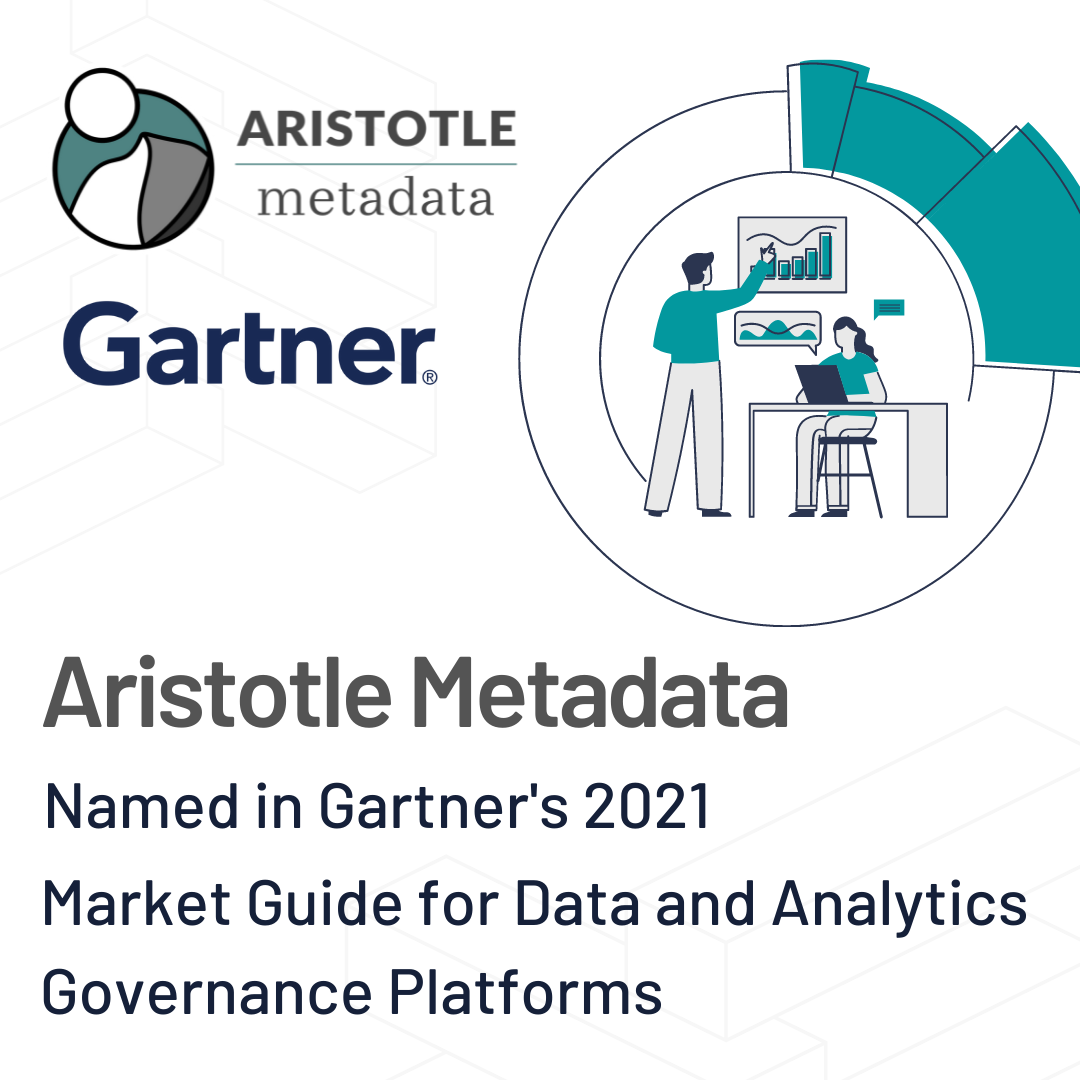 ARISTOTLE
metadata
Gartner®
Aristotle Metadata
Named in Gartner's 2021
Market Guide for Data and Analytics
Governance Platforms